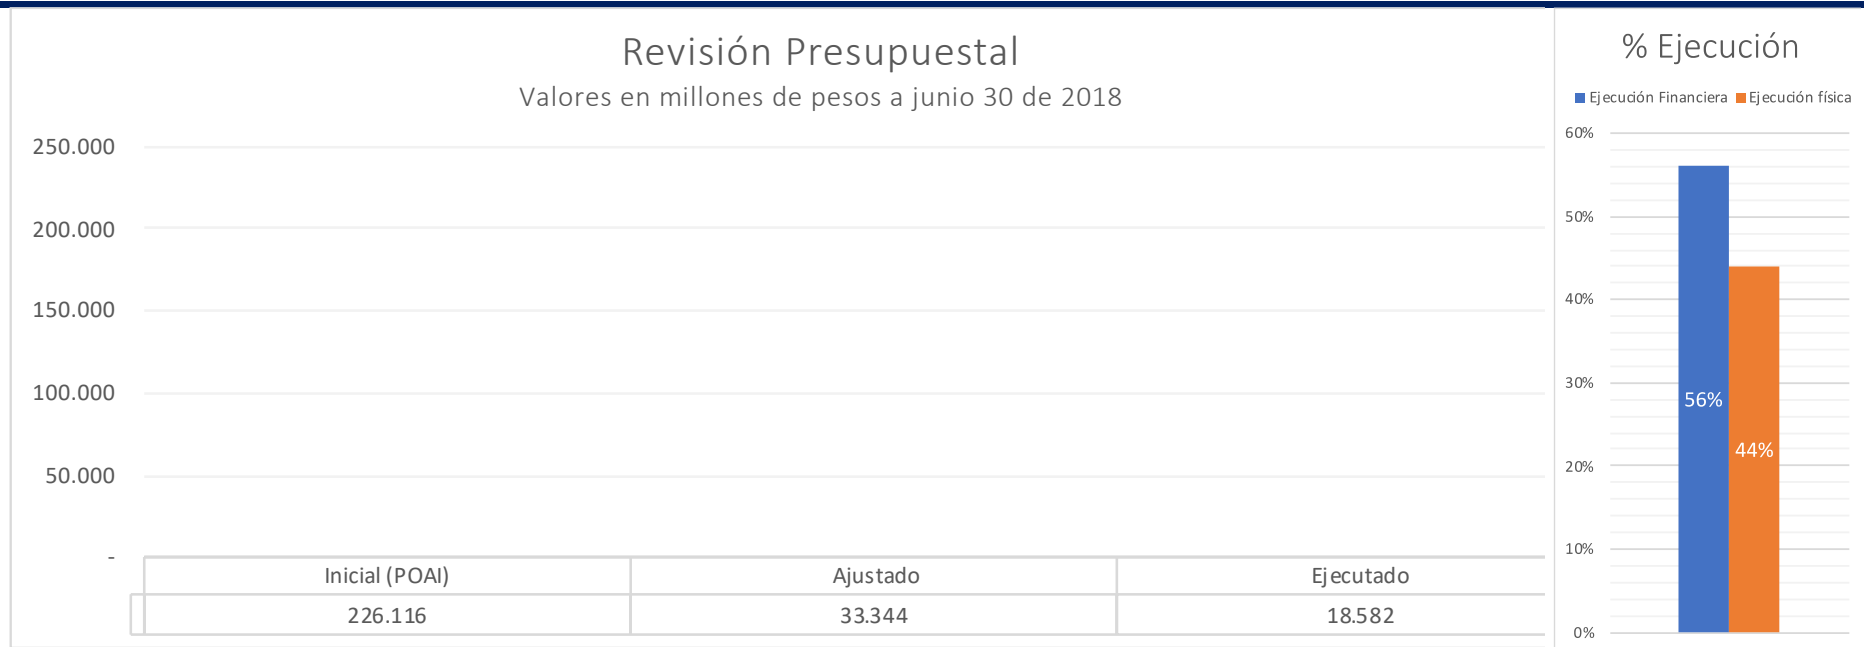 Revisión Presupuestal
Valores en millones de pesos a junio 30 de 2018
250.000
200.000
150.000
100.000
50.000
-
Inicial (POAI) Ajustado Ejecutado
226.116 33.344 18.582
% Ejecución
Ejecución Financiera Ejecución física
60%
50%
40%
30%
20%
10%
0%
56%
44%